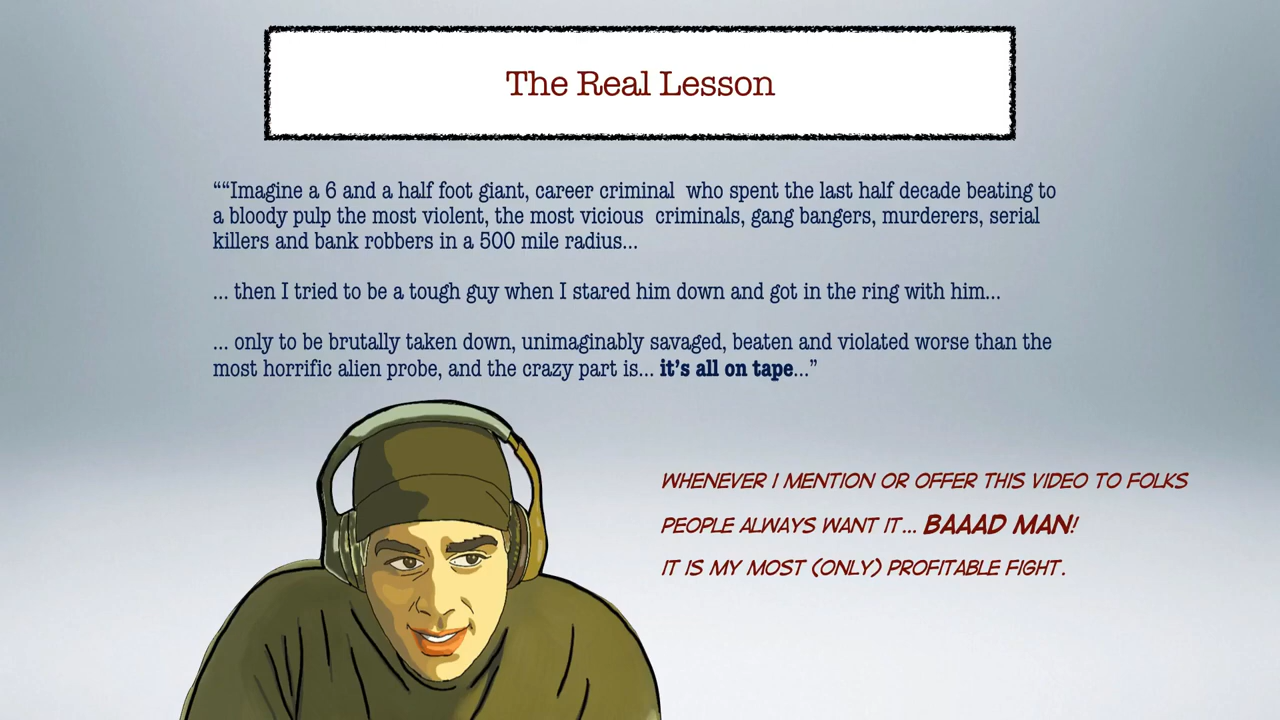 The Real Lesson
““Imagine a 6 and a half foot giant, career criminal who spent the last half decade beating to
a bloody pulp the most violent, the most vicious criminals, gang bangers, murderers, serial
killers and bank robbers in a 500 mile radius...
... then I tried to be a tough guy when I stared him down and got in the ring with him...
... only to be brutally taken down, unimaginably savaged, beaten and violated worse than the
most horrific alien probe, and the crazy part is... it’s all on tape...”
WHENEVER I MENTION OR OFFER THIS VIDEO TO FOLKS
PEOPLE ALWAYS WANT IT... BAAAD MAN!
IT IS MY MOST (ONLY) PROFITABLE FIGHT.